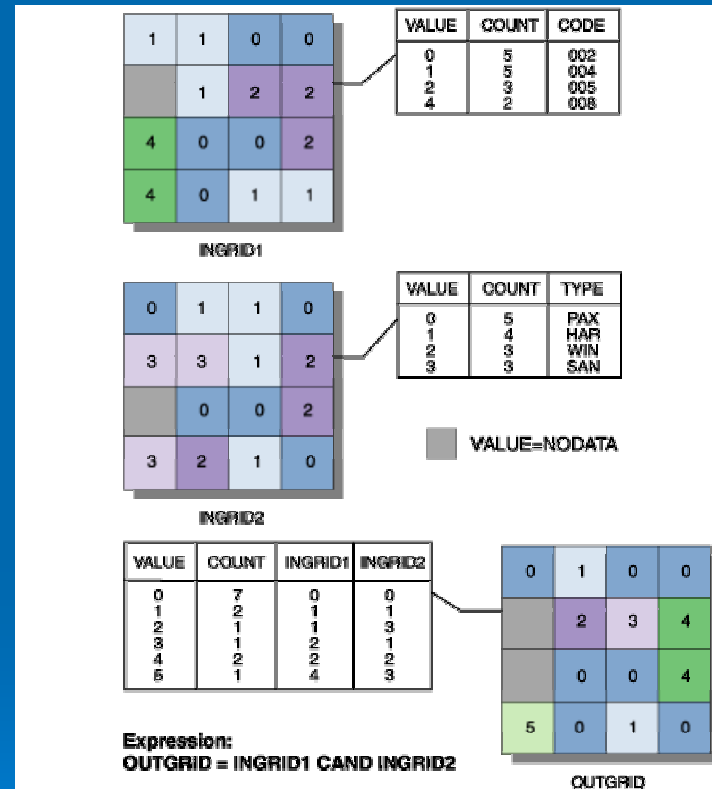 1 1 0 0
1 2 2
4 0 0 2
4 0 1 1
INGRID1
VALUE COUNT CODE
0 5 002
1 5 004
2 3 005
4 2 008
0 1 1 0
3 3 1 2
0 0 2
3 2 1 0
INGRID2
VALUE COUNT TYPE
0 5 PAX
1 4 HAR
2 3 WIN
3 3 SAN
VALUE=NODATA
VALUE COUNT INGRID1 INGRID2
0 7 0 0
1 2 1 1
2 1 1 3
3 1 2 1
4 2 2 2
5 1 4 3
0 1 0 0
2 3 4
0 0 4
5 0 1 0
OUTGRID
Expression:
OUTGRID = INGRID1 CAND INGRID2